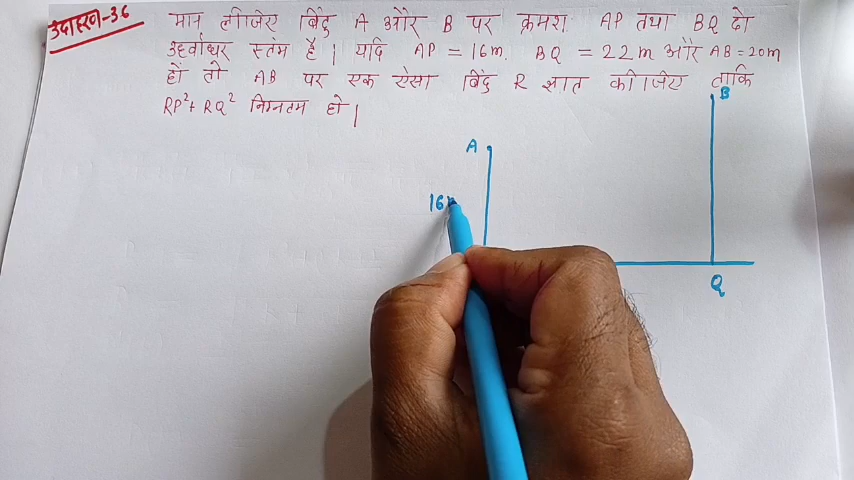 उदाहरण-36
मान लीजिए बिंदु A और B पर क्रमश. AP तथा BQ दो
उर्ध्वाधर स्तंभ है | यदि AP = 16m. BQ = 22m और AB = 20m
हों तो AB पर एक ऐसा बिंदु R ज्ञात कीजिए ताकि
RP²+ RQ² निम्नतम हो |
B
A
16
Q